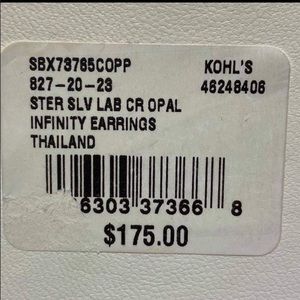 SBX73765COPP KOHL'S
827-20-23 46248406
STER SLV LAB CR OPAL
INFINITY EARRINGS
THAILAND
6303 37366 8
$175.00